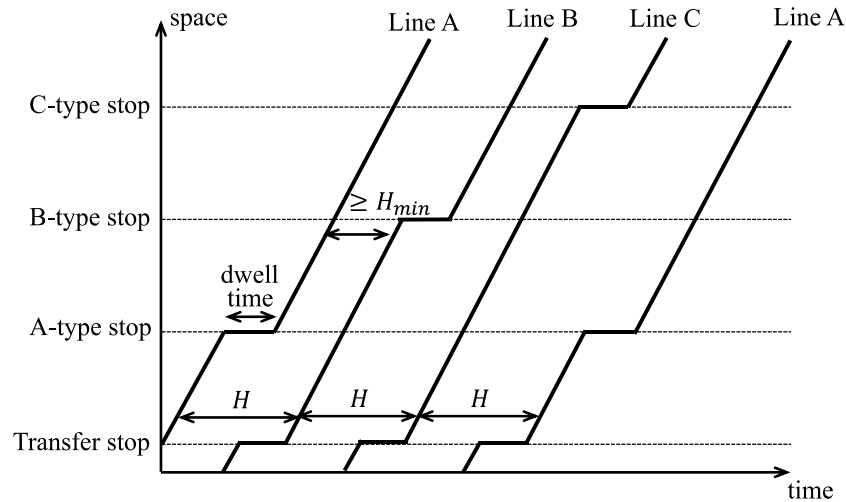 space
Line A
Line B
Line C
Line A
C-type stop
≥ H_min
B-type stop
dwell
time
A-type stop
H
H
H
Transfer stop
time